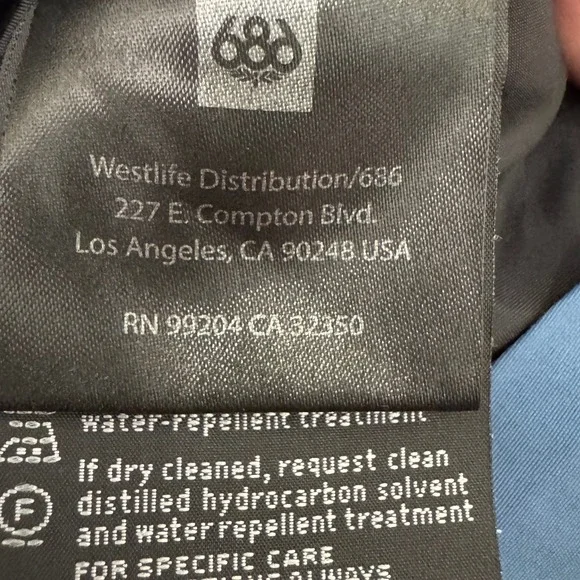 686
Westlife Distribution/686
227 E. Compton Blvd.
Los Angeles, CA 90248 USA
RN 99204 CA 32350
water-repellent treatment
If dry cleaned, request clean
F
distilled hydrocarbon solvent
and water repellent treatment
FOR SPECIFIC CARE
ALWAYS